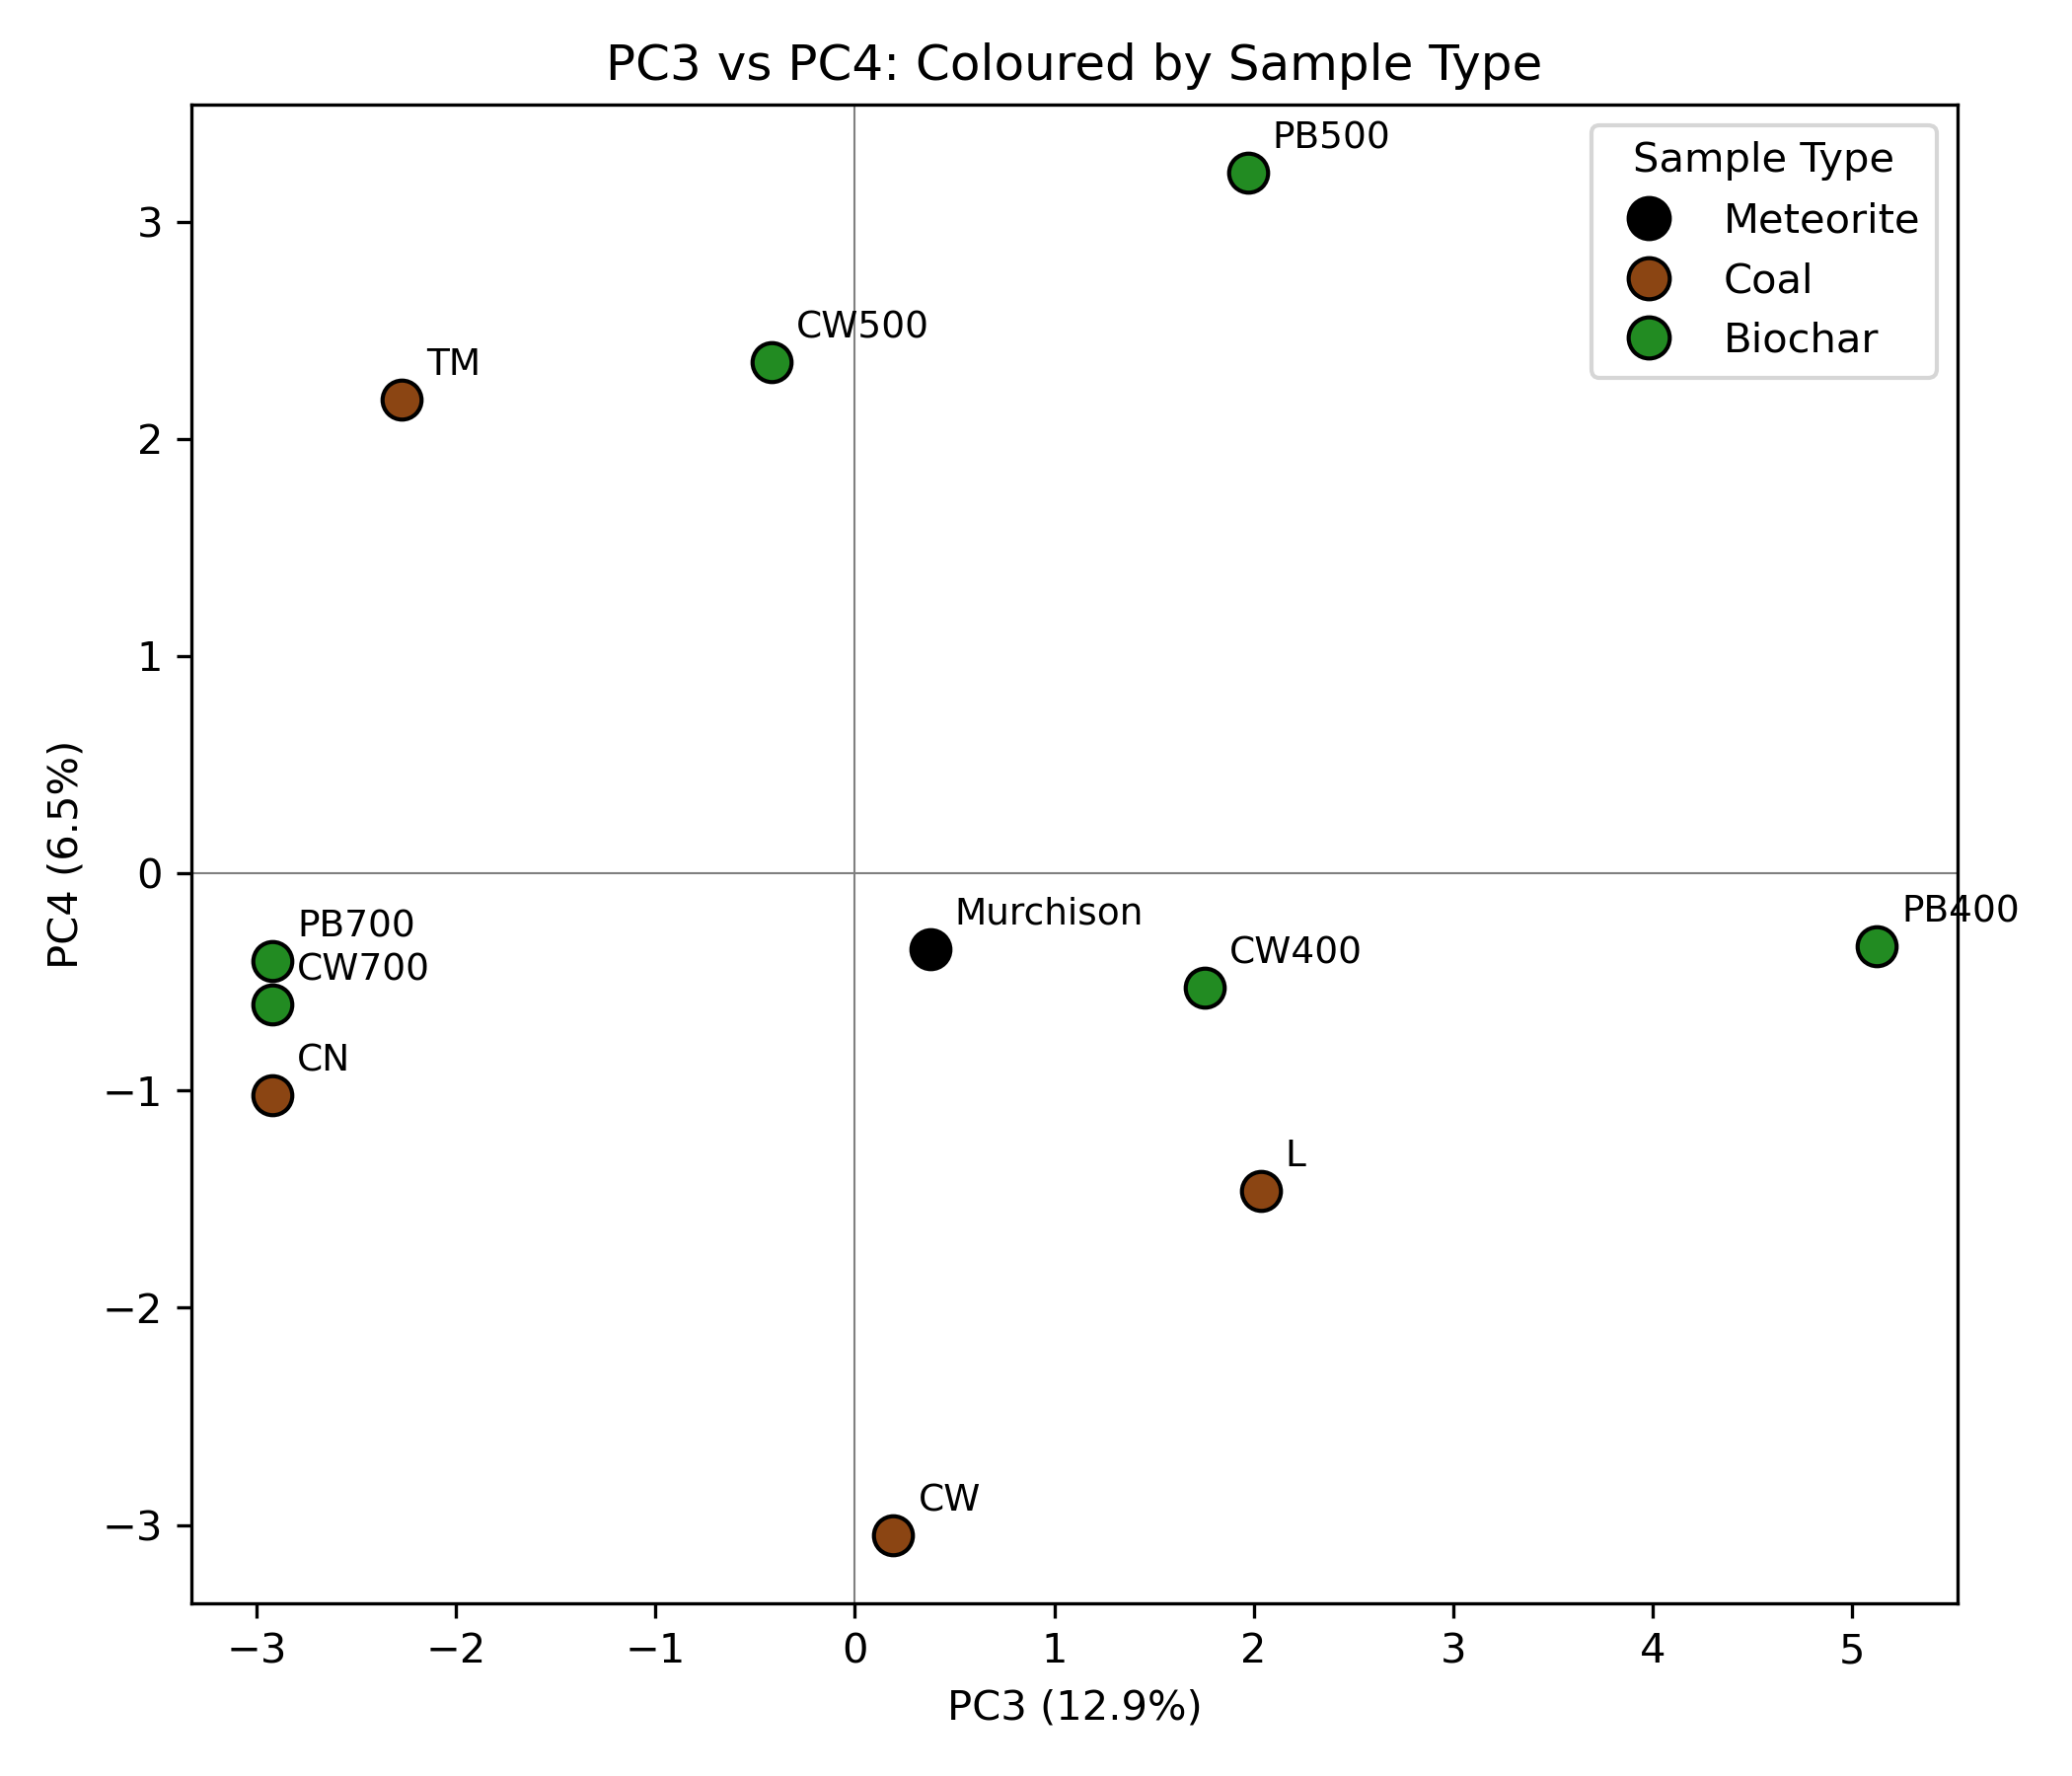 PC3 vs PC4: Coloured by Sample Type
PB500
Sample Type
Meteorite
Coal
Biochar
CW500
TM
3
2
1
0
−1
−2
−3
PC4 (6.5%)
PB400
Murchison
PB700
CW400
CW700
CN
L
CW
−3 −2 −1 0 1 2 3 4 5
PC3 (12.9%)